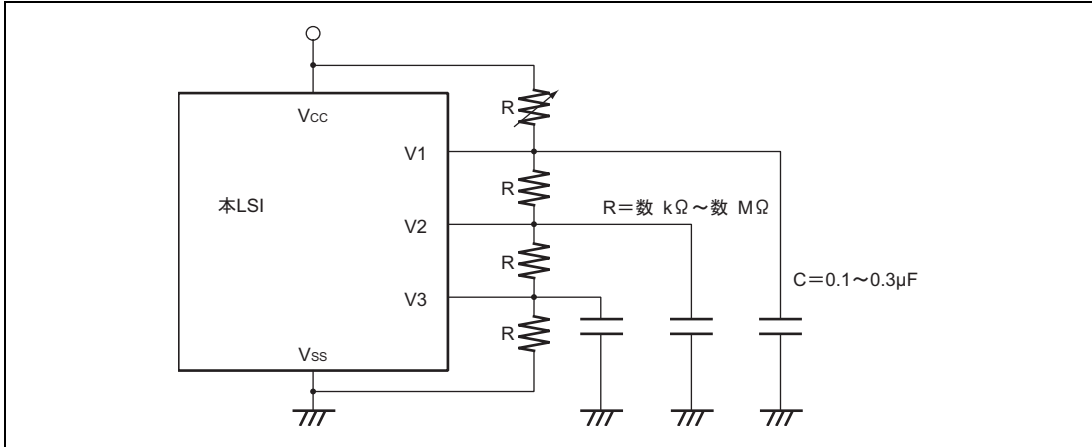 R
VCC
V1
R
本LSI
R＝数 kΩ～数 MΩ
V2
R
C＝0.1～0.3µF
V3
R
VSS